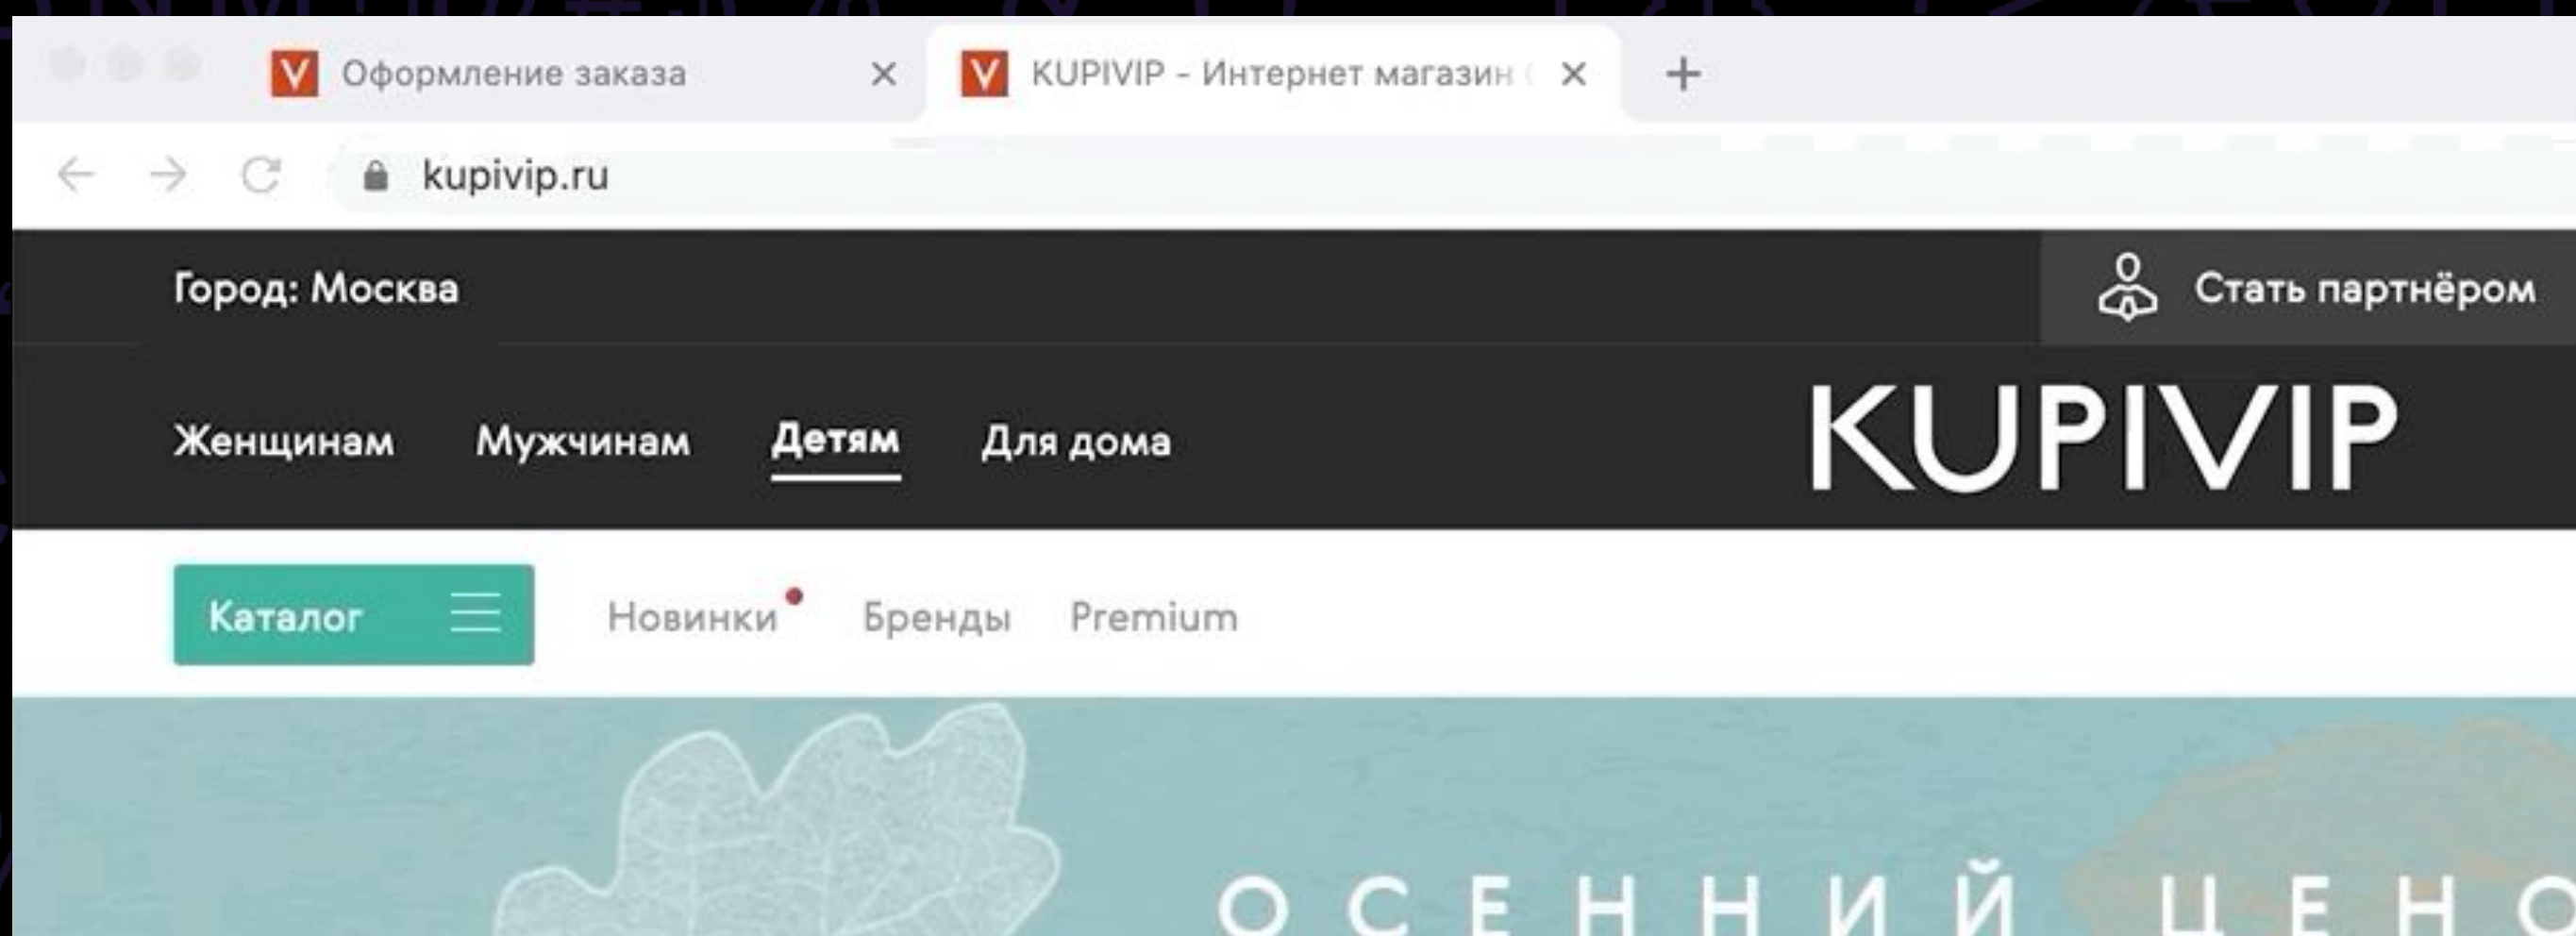 Оформление заказа
KUPIVIP - Интернет магазин
kupivip.ru
Город: Москва
Стать партнёром
Женщинам Мужчинам Детям Для дома
KUPIVIP
Каталог Новинки Бренды Premium
ОСЕННИЙ ЦЕНО